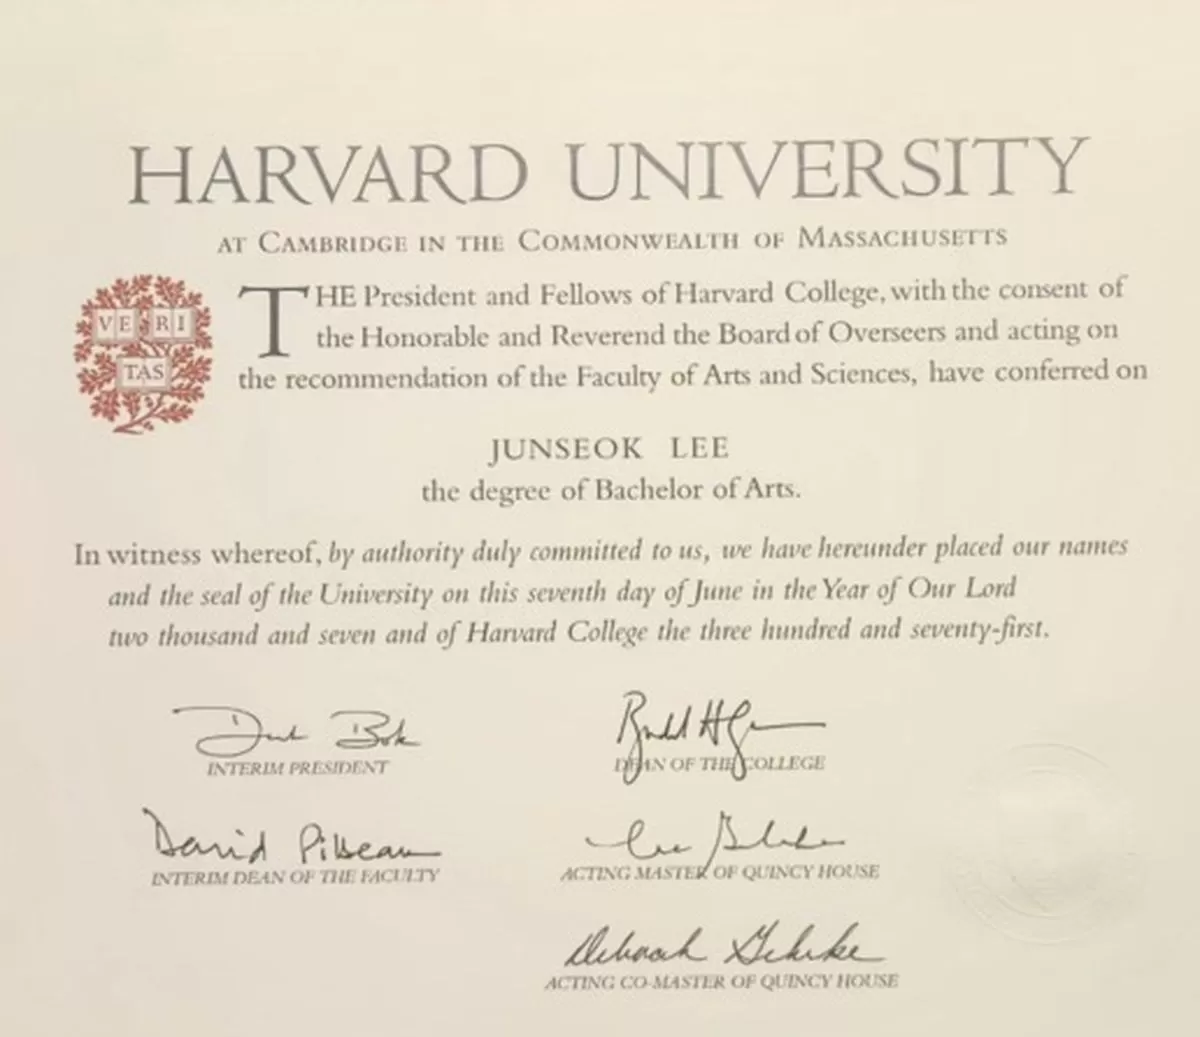 HARVARD UNIVERSITY
AT CAMBRIDGE IN THE COMMONWEALTH OF MASSACHUSETTS
VE RI
TAS
THE President and Fellows of Harvard College, with the consent of
the Honorable and Reverend the Board of Overseers and acting on
the recommendation of the Faculty of Arts and Sciences, have conferred on
JUNSEOK LEE
the degree of Bachelor of Arts.
In witness whereof, by authority duly committed to us, we have hereunder placed our names
and the seal of the University on this seventh day of June in the Year of Our Lord
two thousand and seven and of Harvard College the three hundred and seventy-first.
Bok
INTERIM PRESIDENT
DEAN OF THE COLLEGE
David Pilbeam
INTERIM DEAN OF THE FACULTY
Lee Gehrke
ACTING MASTER OF QUINCY HOUSE
Deborah Gehrke
ACTING CO-MASTER OF QUINCY HOUSE